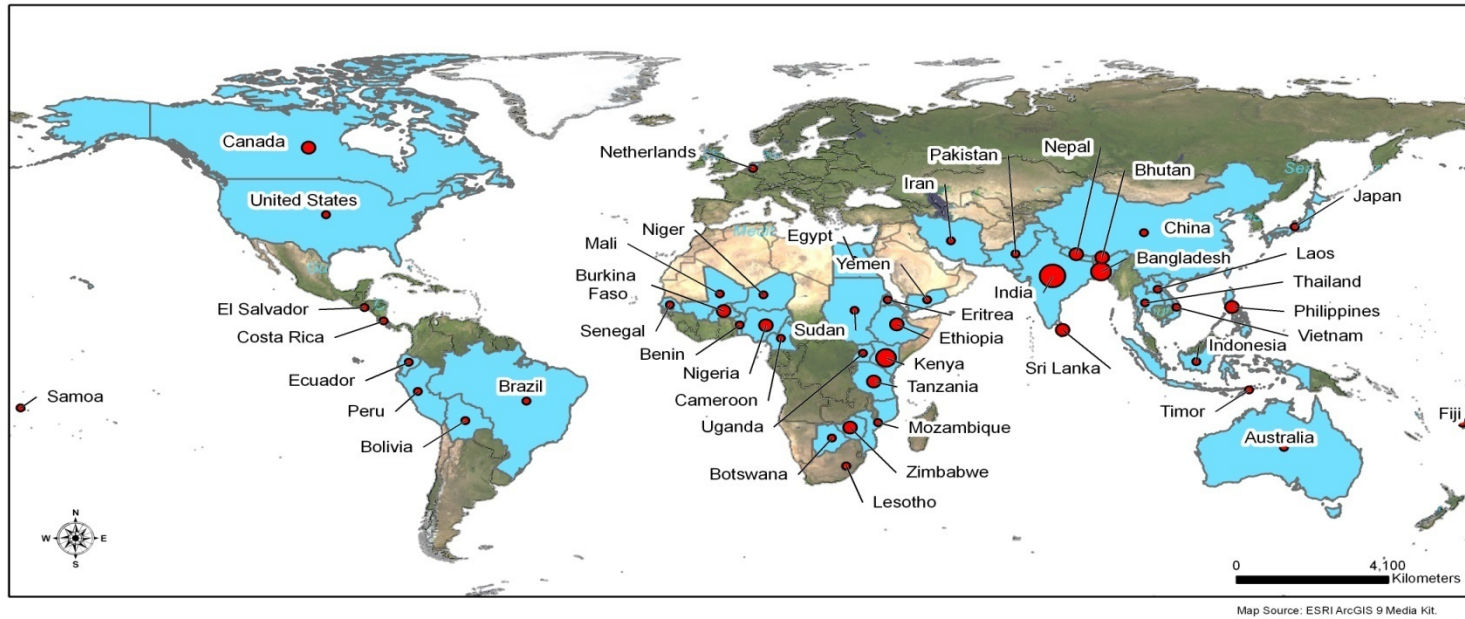 Canada
United States
El Salvador
Costa Rica
Ecuador
Peru
Bolivia
Brazil
Samoa
Netherlands
Niger
Mali
Burkina
Faso
Senegal
Benin
Nigeria
Cameroon
Uganda
Botswana
Egypt
Yemen
Sudan
Eritrea
Ethiopia
Kenya
Tanzania
Mozambique
Zimbabwe
Lesotho
Iran
Pakistan
Nepal
Bhutan
China
Bangladesh
India
Sri Lanka
Japan
Laos
Thailand
Philippines
Vietnam
Indonesia
Timor
Australia
Fiji
N
W
E
S
0
4,100
Kilometers
Map Source: ESRI ArcGIS 9 Media Kit.